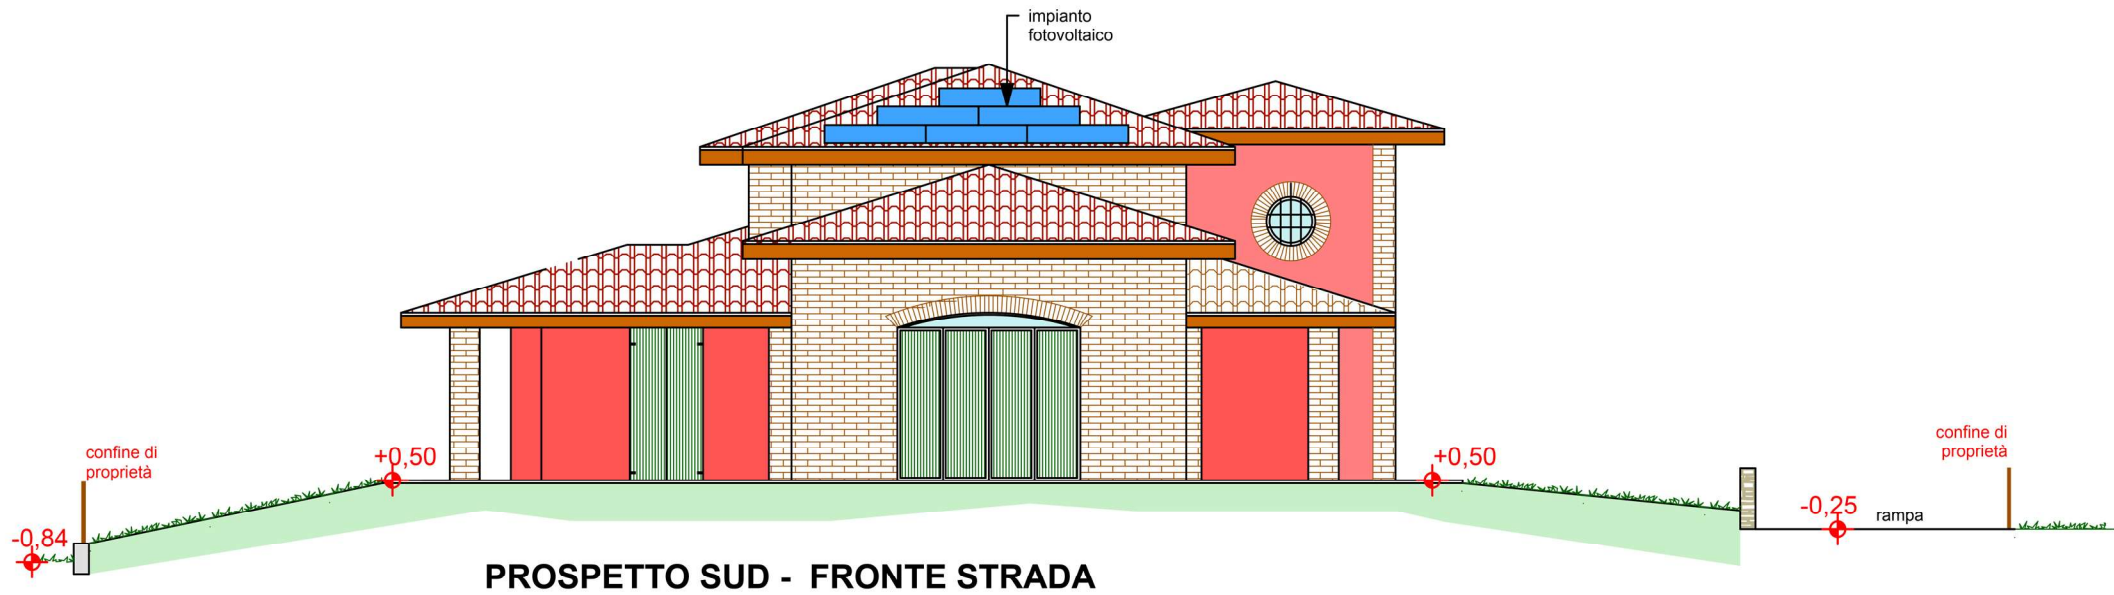 impianto
fotovoltaico
confine di
proprietà
+0,50
+0,50
confine di
proprietà
-0,84
-0,25
rampa
PROSPETTO SUD - FRONTE STRADA